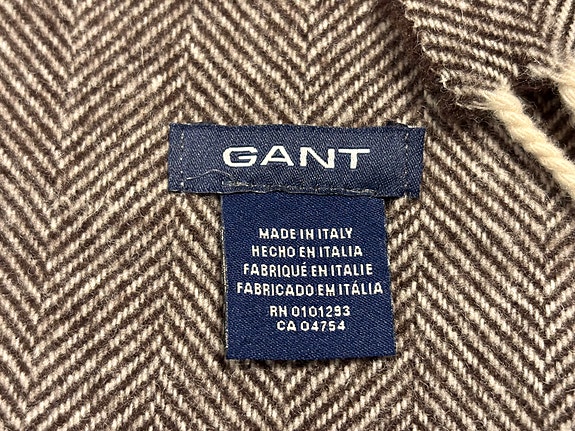 GANT
MADE IN ITALY
HECHO EN ITALIA
FABRIQUÉ EN ITALIE
FABRICADO EM ITÁLIA
RN 0101293
CA 04754